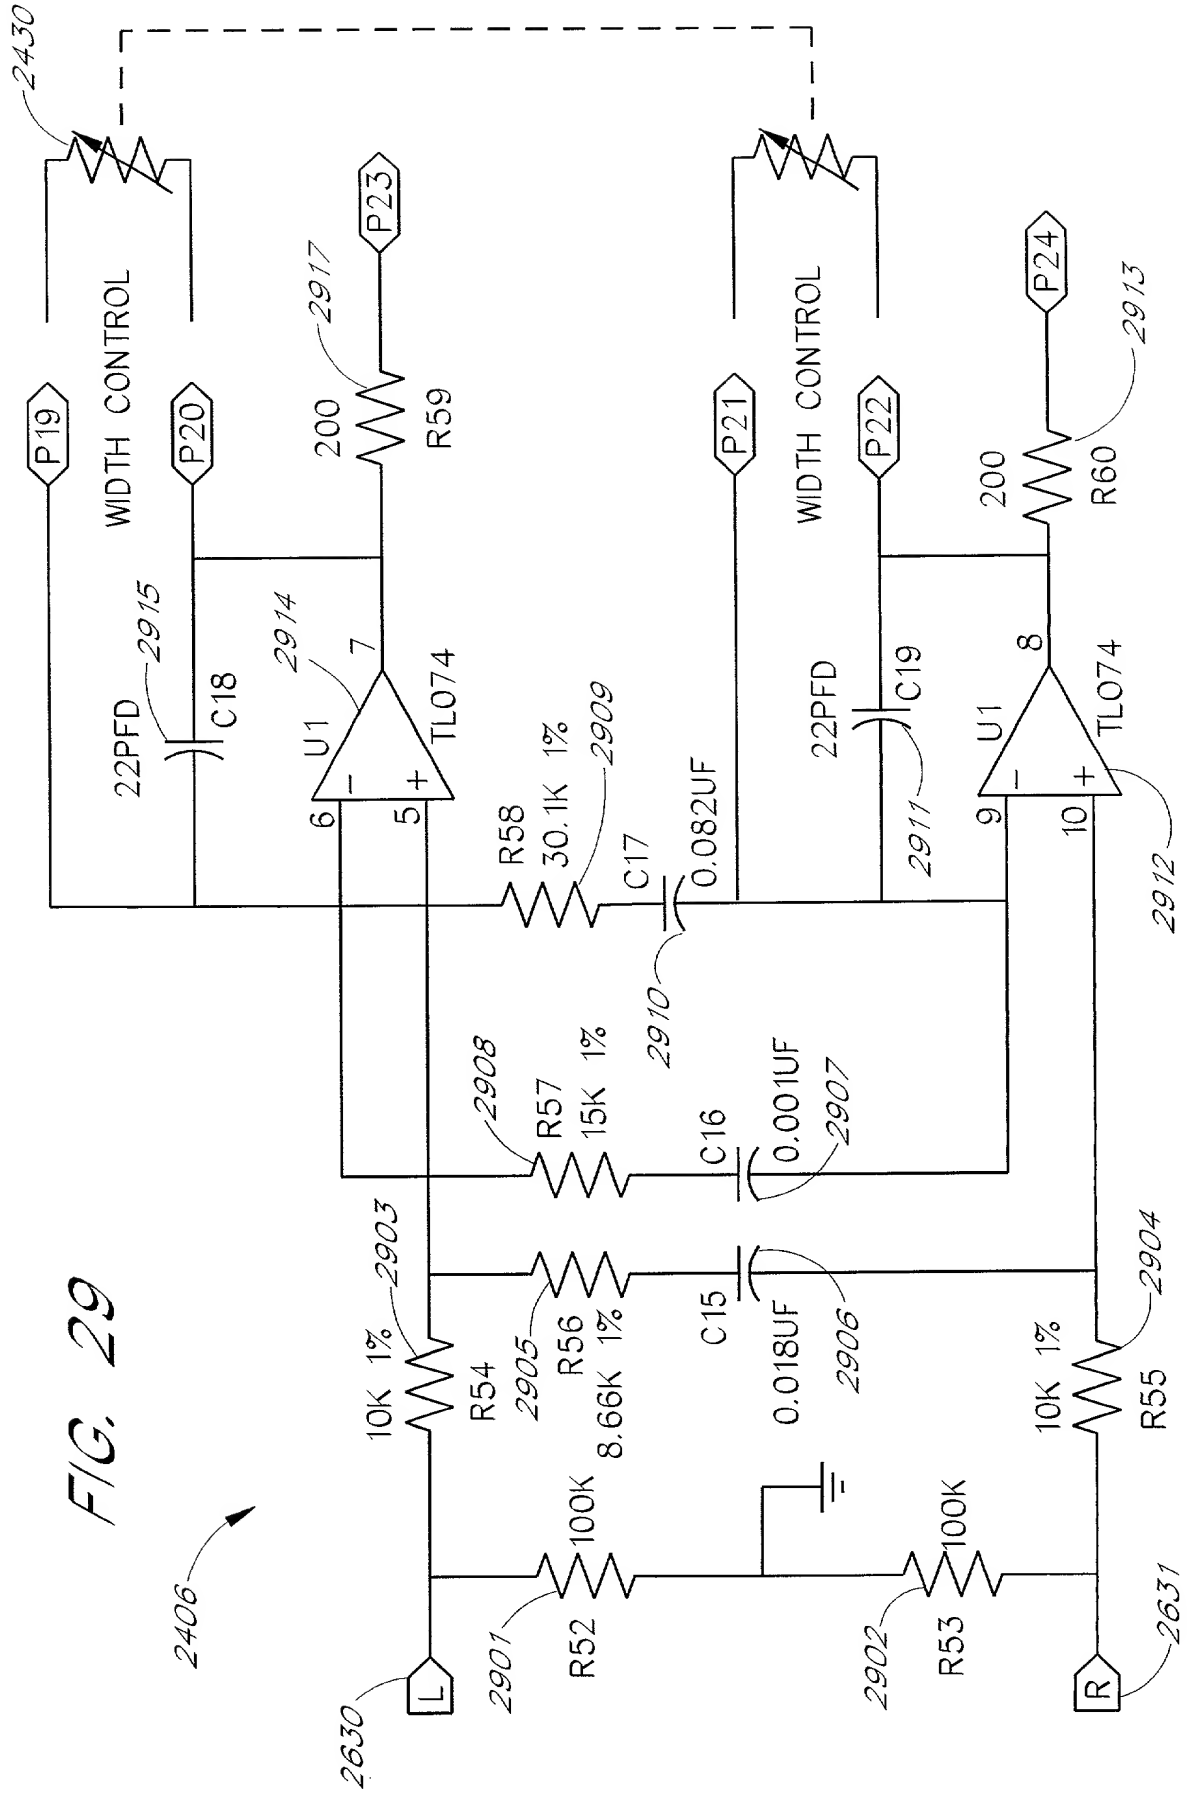 FIG. 29
2406
2430
P19
WIDTH CONTROL
P20
22PFD
2915
C18
2914
U1
6
5
7
TL074
200
2917
R59
P23
P21
WIDTH CONTROL
P22
22PFD
C19
2911
U1
9
10
8
TL074
2912
200
R60
2913
P24
R58
30.1K 1%
2909
C17
0.082UF
2910
2908
R57
15K 1%
C16
0.001UF
2907
2903
10K 1%
R54
2905
R56
8.66K 1%
C15
0.018UF
2906
2904
10K 1%
R55
100K
2901
R52
100K
2902
R53
L
2630
R
2631